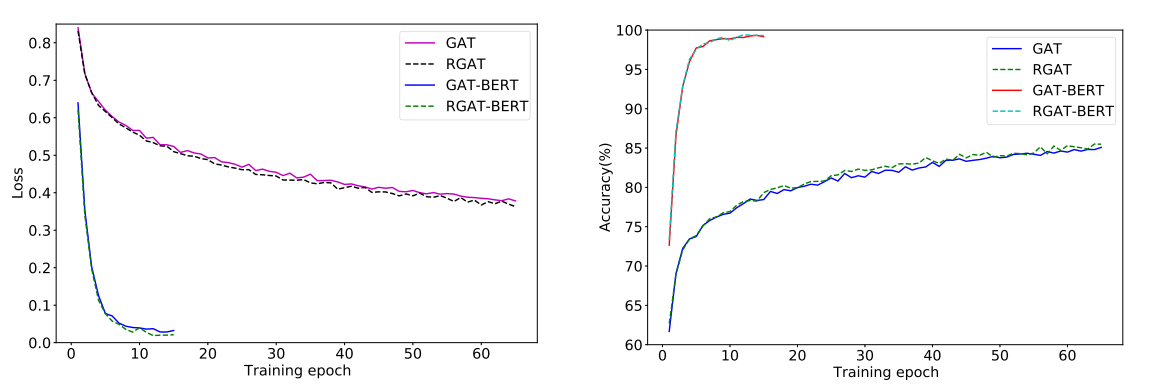 0.8
0.7
0.6
0.5
0.4
0.3
0.2
0.1
0.0
Loss
0 10 20 30 40 50 60
Training epoch
GAT
RGAT
GAT-BERT
RGAT-BERT
100
95
90
85
80
75
70
65
60
Accuracy(%)
0 10 20 30 40 50 60
Training epoch
GAT
RGAT
GAT-BERT
RGAT-BERT